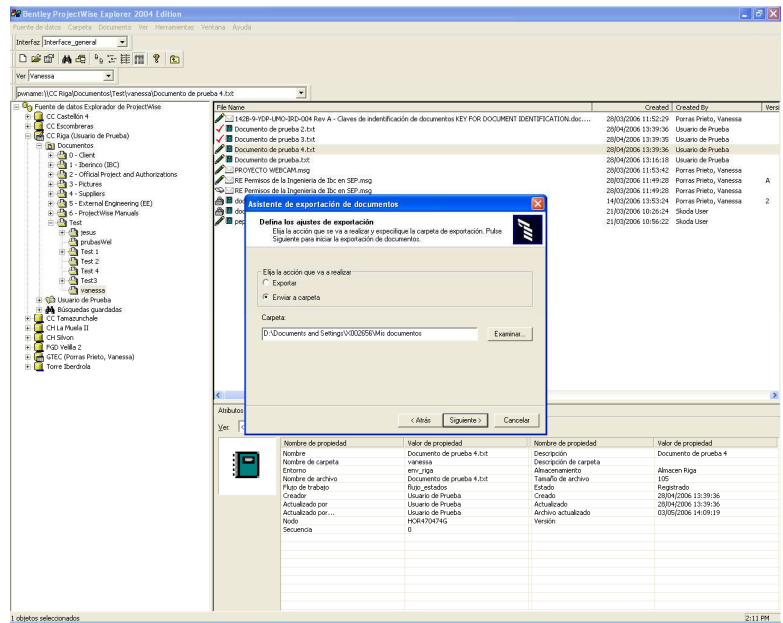 Bentley ProjectWise Explorer 2004 Edition
Fuente de datos Carpeta Documento Ver Herramientas Ventana Ayuda
Interfaz Interface_general
Ver Vanessa
pwname:\\CC Riga\Documentos\Test\vanessa\Documento de prueba 4.txt
Fuente de datos Explorador de ProjectWise
CC Castellón 4
CC Escombreras
CC Riga (Usuario de Prueba)
Documentos
0 - Client
1 - Iberinco (IBC)
2 - Official Project and Authorizations
3 - Pictures
4 - Suppliers
5 - External Engineering (EE)
6 - ProjectWise Manuals
Test
jesus
prubasWel
Test 1
Test 2
Test 4
Test3
vanessa
Usuario de Prueba
Búsquedas guardadas
CC Tamazunchale
CH La Muela II
CH Silvon
FGD Velilla 2
GTEC (Porras Prieto, Vanessa)
Torre Iberdrola
File Name Created Created By Vers
142B-9-YDP-UMO-IRD-004 Rev A - Claves de indentificación de documentos KEY FOR DOCUMENT IDENTIFICATION.doc.... 28/03/2006 11:52:29 Porras Prieto, Vanessa
Documento de prueba 2.txt 28/04/2006 13:39:36 Usuario de Prueba
Documento de prueba 3.txt 28/04/2006 13:39:35 Usuario de Prueba
Documento de prueba 4.txt 28/04/2006 13:39:36 Usuario de Prueba
Documento de prueba.txt 28/04/2006 13:16:18 Usuario de Prueba
PROYECTO WEBCAM.msg 28/03/2006 11:53:42 Porras Prieto, Vanessa
RE Permisos de la Ingenieria de Ibc en SEP.msg 28/03/2006 11:49:28 Porras Prieto, Vanessa A
RE Permisos de la Ingenieria de Ibc en SEP.msg 28/03/2006 11:49:28 Porras Prieto, Vanessa
doc 14/03/2006 13:53:24 Porras Prieto, Vanessa 2
doc 21/03/2006 10:26:24 Skoda User
pep 21/03/2006 10:56:22 Skoda User
Asistente de exportación de documentos
Defina los ajustes de exportación
Elija la acción que va a realizar y especifique la carpeta de exportación. Pulse
Siguiente para iniciar la exportación de documentos.
Elija la acción que va a realizar
Exportar
Enviar a carpeta
Carpeta:
D:\Documents and Settings\X002656\Mis documentos
Examinar...
< Atrás Siguiente > Cancelar
Atributos
Ver: <
Nombre de propiedad Valor de propiedad Nombre de propiedad Valor de propiedad
Nombre Documento de prueba 4.txt Descripción Documento de prueba 4
Nombre de carpeta vanessa Descripción de carpeta
Entorno env_riga Almacenamiento Almacen Riga
Nombre de archivo Documento de prueba 4.txt Tamaño de archivo 105
Flujo de trabajo flujo_estados Estado Registrado
Creador Usuario de Prueba Creado 28/04/2006 13:39:36
Actualizado por Usuario de Prueba Actualizado 28/04/2006 13:39:36
Actualizado por... Usuario de Prueba Archivo actualizado 03/05/2006 14:09:19
Nodo HOR470474G Versión
Secuencia 0
1 objetos seleccionados 2:11 PM